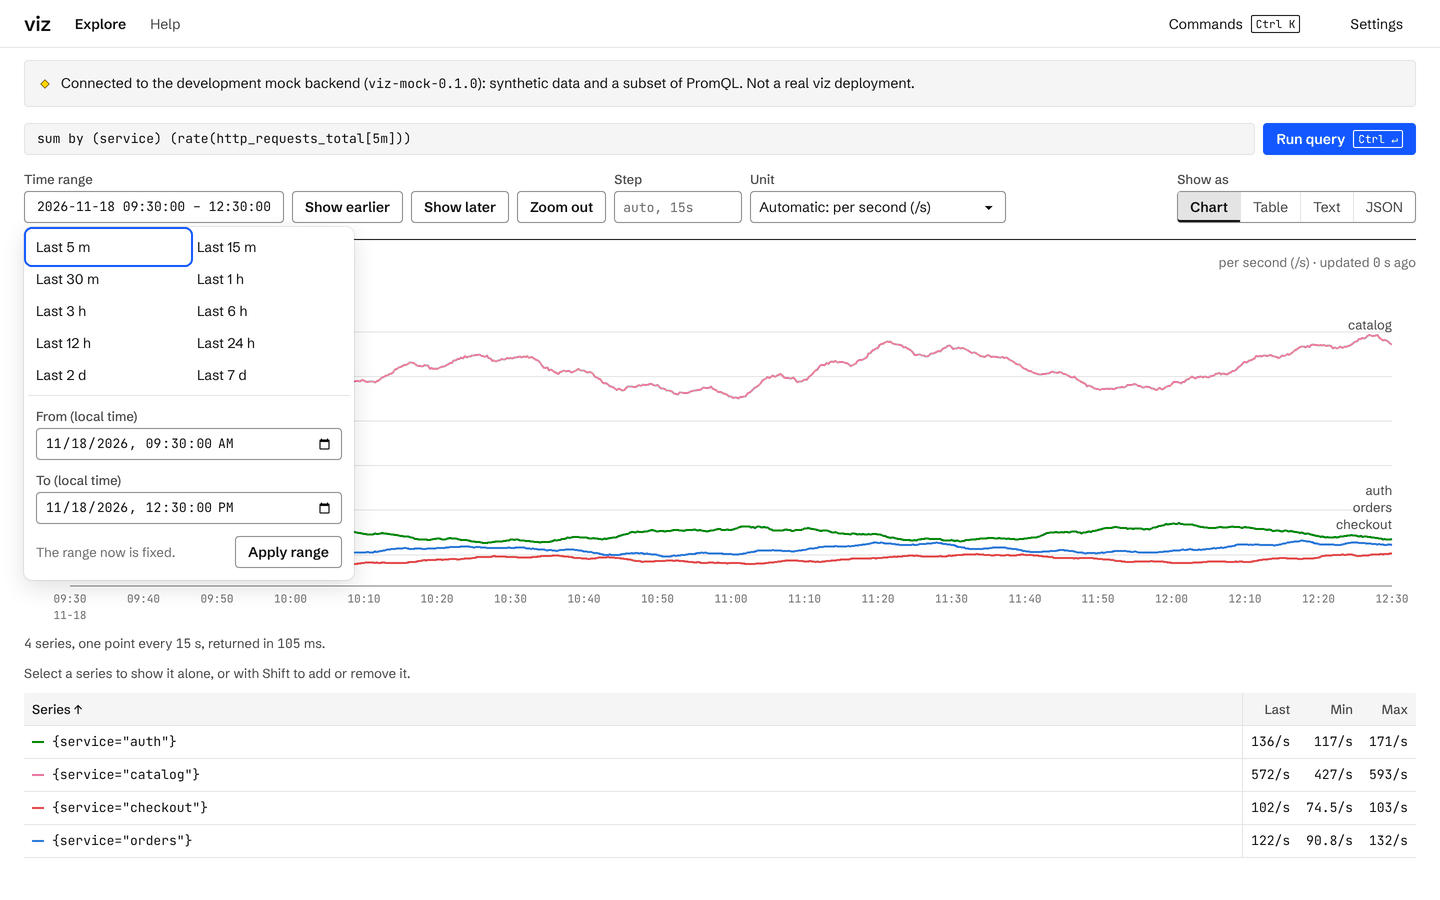 viz Explore Help Commands Ctrl K Settings
Connected to the development mock backend (viz-mock-0.1.0): synthetic data and a subset of PromQL. Not a real viz deployment.
sum by (service) (rate(http_requests_total[5m])) Run query Ctrl ↵
Time range Step Unit Show as
2026-11-18 09:30:00 – 12:30:00 Show earlier Show later Zoom out auto, 15s Automatic: per second (/s) Chart Table Text JSON
Last 5 m Last 15 m
per second (/s) · updated 0 s ago
Last 30 m Last 1 h
Last 3 h Last 6 h
catalog
Last 12 h Last 24 h
Last 2 d Last 7 d
From (local time)
11/18/2026, 09:30:00 AM
To (local time)
auth
11/18/2026, 12:30:00 PM
orders
checkout
The range now is fixed. Apply range
09:30 09:40 09:50 10:00 10:10 10:20 10:30 10:40 10:50 11:00 11:10 11:20 11:30 11:40 11:50 12:00 12:10 12:20 12:30
11-18
4 series, one point every 15 s, returned in 105 ms.
Select a series to show it alone, or with Shift to add or remove it.
Series ↑ Last Min Max
{service="auth"} 136/s 117/s 171/s
{service="catalog"} 572/s 427/s 593/s
{service="checkout"} 102/s 74.5/s 103/s
{service="orders"} 122/s 90.8/s 132/s